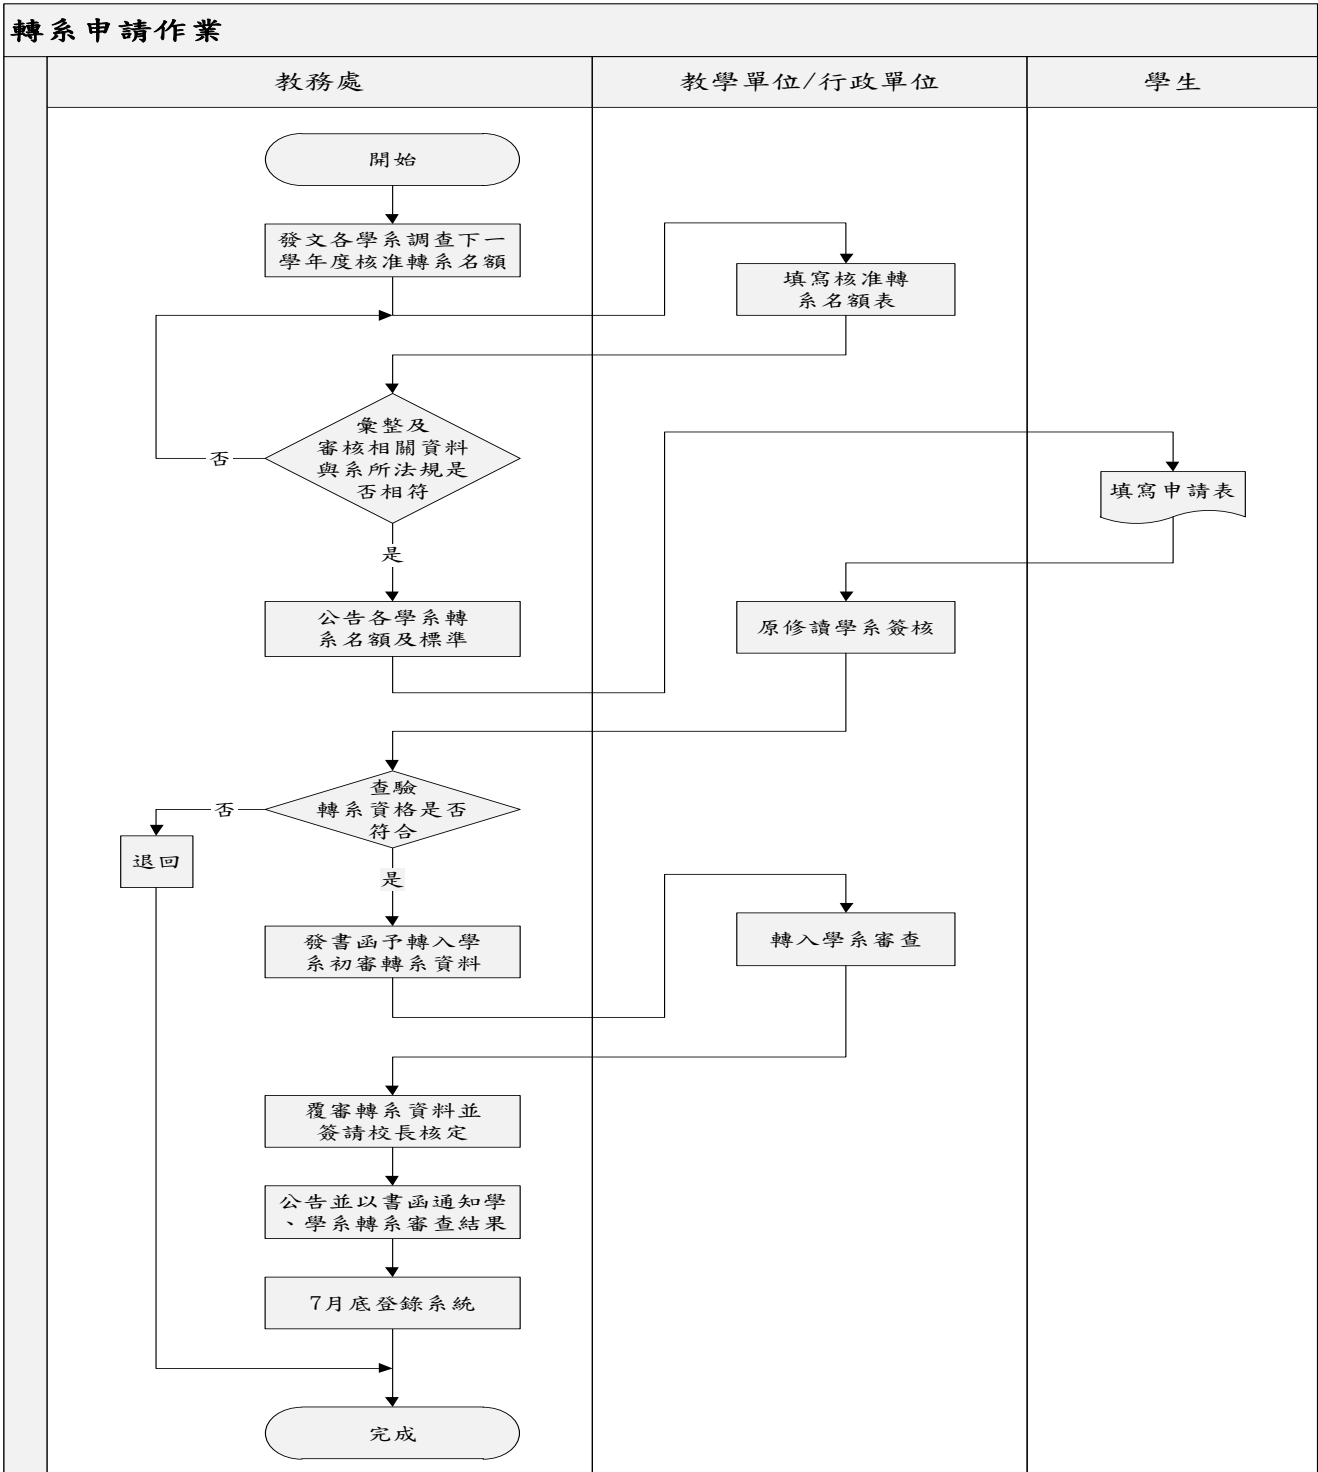 轉系申請作業
教務處
教學單位/行政單位
學生
開始
發文各學系調查下一
學年度核准轉系名額
填寫核准轉
系名額表
彙整及
審核相關資料
與系所法規是
否相符
否
是
填寫申請表
公告各學系轉
系名額及標準
原修讀學系簽核
查驗
轉系資格是否
符合
否
退回
是
發書函予轉入學
系初審轉系資料
轉入學系審查
覆審轉系資料並
簽請校長核定
公告並以書函通知學
、學系轉系審查結果
7月底登錄系統
完成